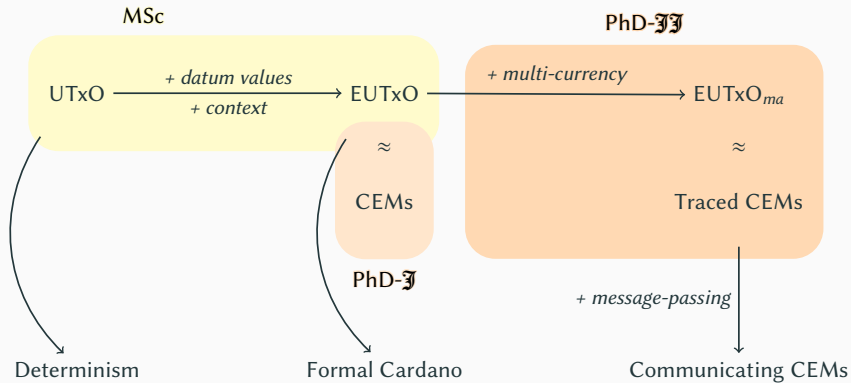 MSc
PhD-ℑℑ
UTxO
+ datum values
+ context
EUTxO
+ multi-currency
EUTxOma
≈
≈
CEMs
Traced CEMs
PhD-ℑ
+ message-passing
Determinism
Formal Cardano
Communicating CEMs